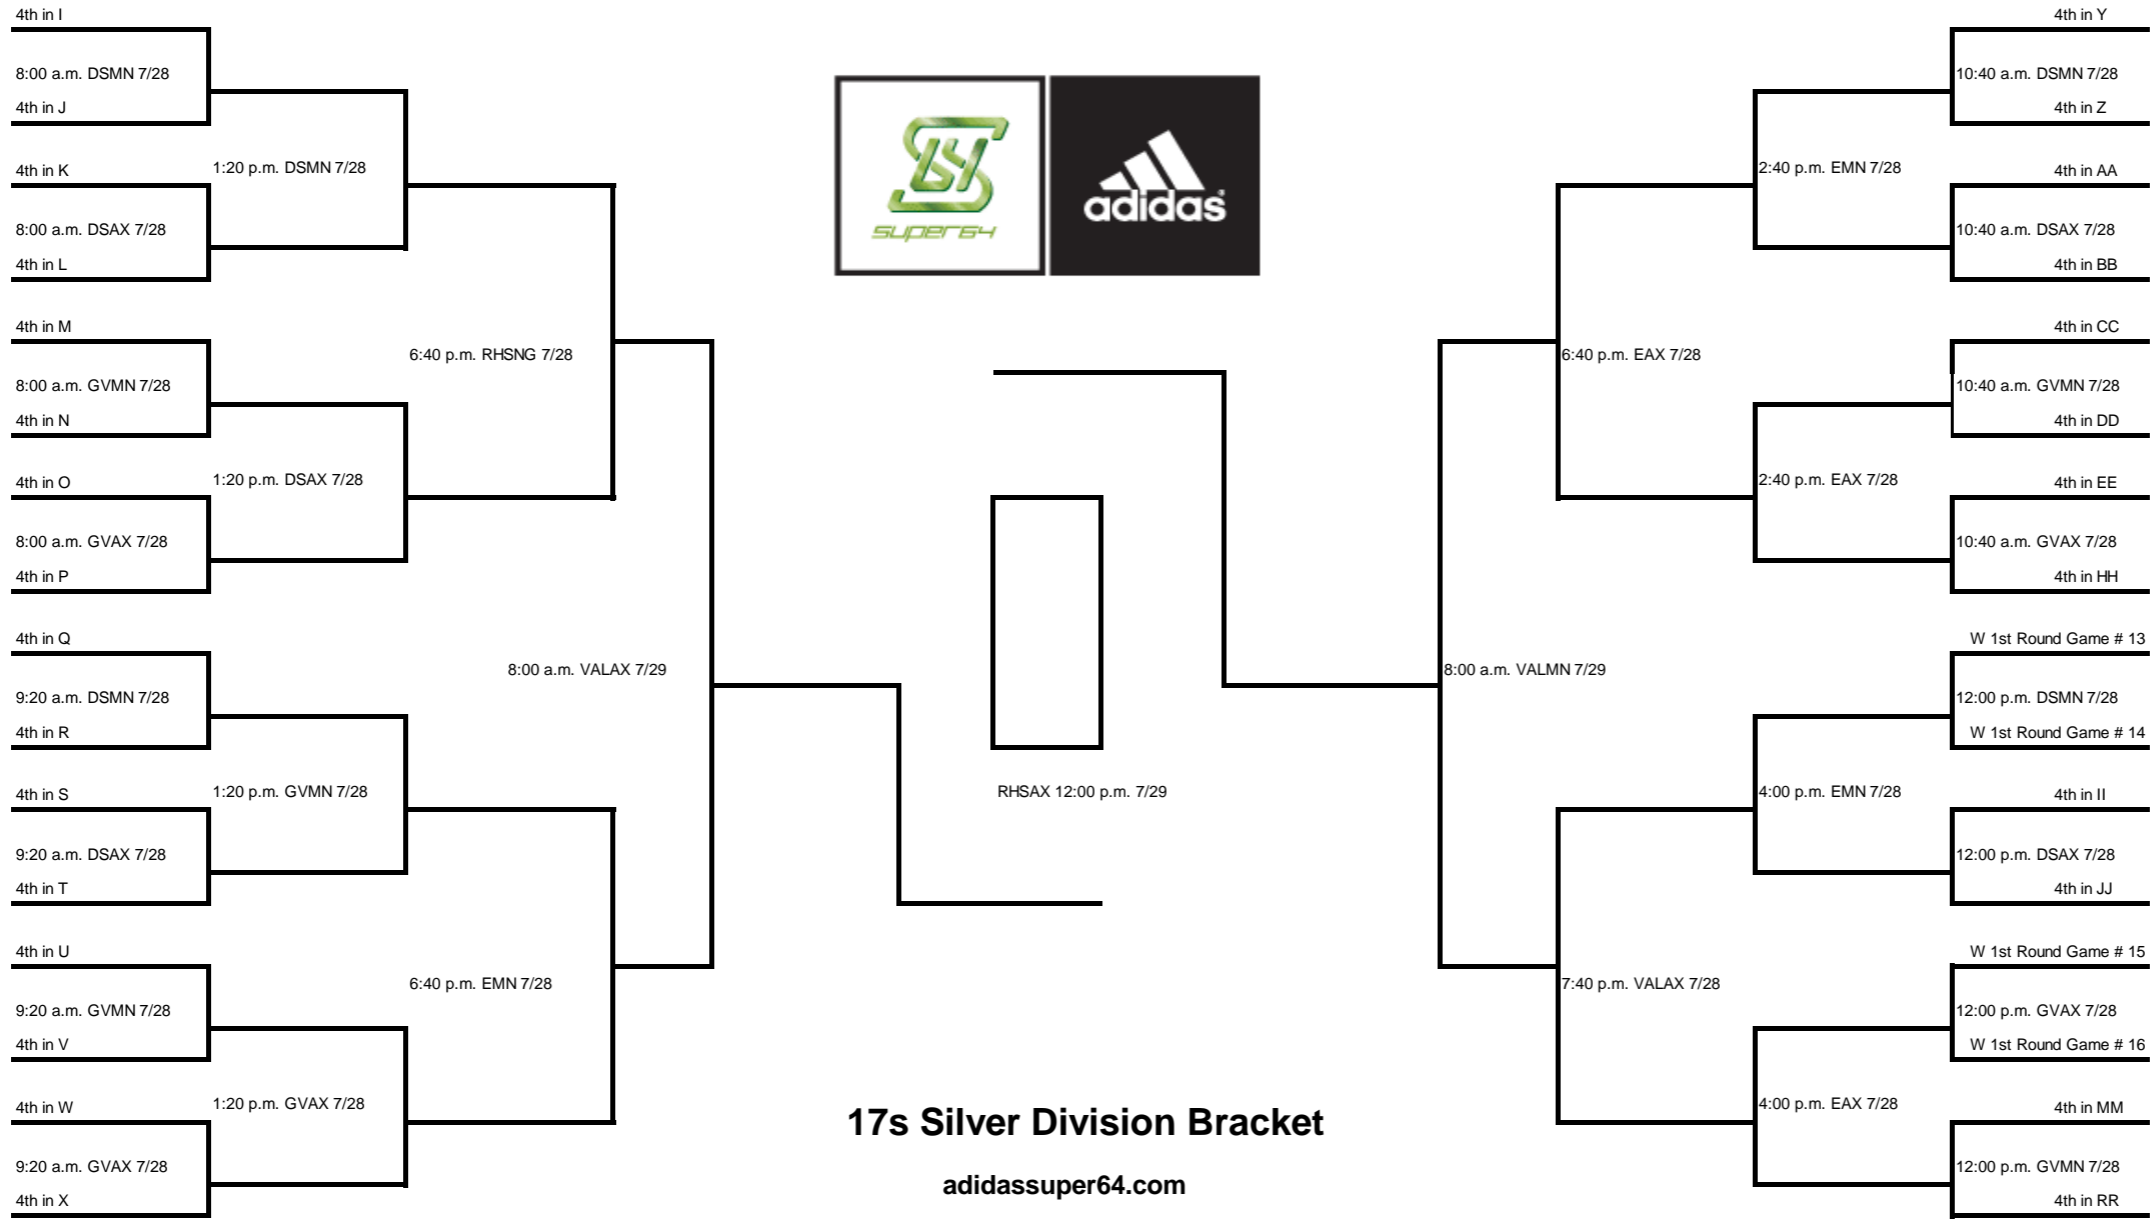 4th in I
8:00 a.m. DSMN 7/28
4th in J
1:20 p.m. DSMN 7/28
4th in K
8:00 a.m. DSAX 7/28
4th in L
6:40 p.m. RHSNG 7/28
4th in M
8:00 a.m. GVMN 7/28
4th in N
1:20 p.m. DSAX 7/28
4th in O
8:00 a.m. GVAX 7/28
4th in P
8:00 a.m. VALAX 7/29
4th in Q
9:20 a.m. DSMN 7/28
4th in R
1:20 p.m. GVMN 7/28
4th in S
9:20 a.m. DSAX 7/28
4th in T
6:40 p.m. EMN 7/28
4th in U
9:20 a.m. GVMN 7/28
4th in V
1:20 p.m. GVAX 7/28
4th in W
9:20 a.m. GVAX 7/28
4th in X
S64
SUPER64
adidas
RHSAX 12:00 p.m. 7/29
17s Silver Division Bracket
adidassuper64.com
4th in Y
10:40 a.m. DSMN 7/28
4th in Z
2:40 p.m. EMN 7/28
4th in AA
10:40 a.m. DSAX 7/28
4th in BB
6:40 p.m. EAX 7/28
4th in CC
10:40 a.m. GVMN 7/28
4th in DD
2:40 p.m. EAX 7/28
4th in EE
10:40 a.m. GVAX 7/28
4th in HH
8:00 a.m. VALMN 7/29
W 1st Round Game # 13
12:00 p.m. DSMN 7/28
W 1st Round Game # 14
4:00 p.m. EMN 7/28
4th in II
12:00 p.m. DSAX 7/28
4th in JJ
7:40 p.m. VALAX 7/28
W 1st Round Game # 15
12:00 p.m. GVAX 7/28
W 1st Round Game # 16
4:00 p.m. EAX 7/28
4th in MM
12:00 p.m. GVMN 7/28
4th in RR